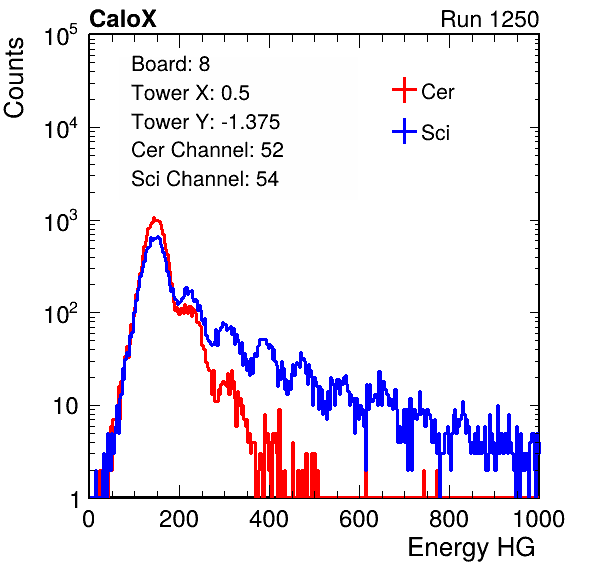 CaloX Run 1250
Counts
10^5
10^4
10^3
10^2
10
1
Board: 8
Tower X: 0.5
Tower Y: -1.375
Cer Channel: 52
Sci Channel: 54
Cer
Sci
0 200 400 600 800 1000
Energy HG